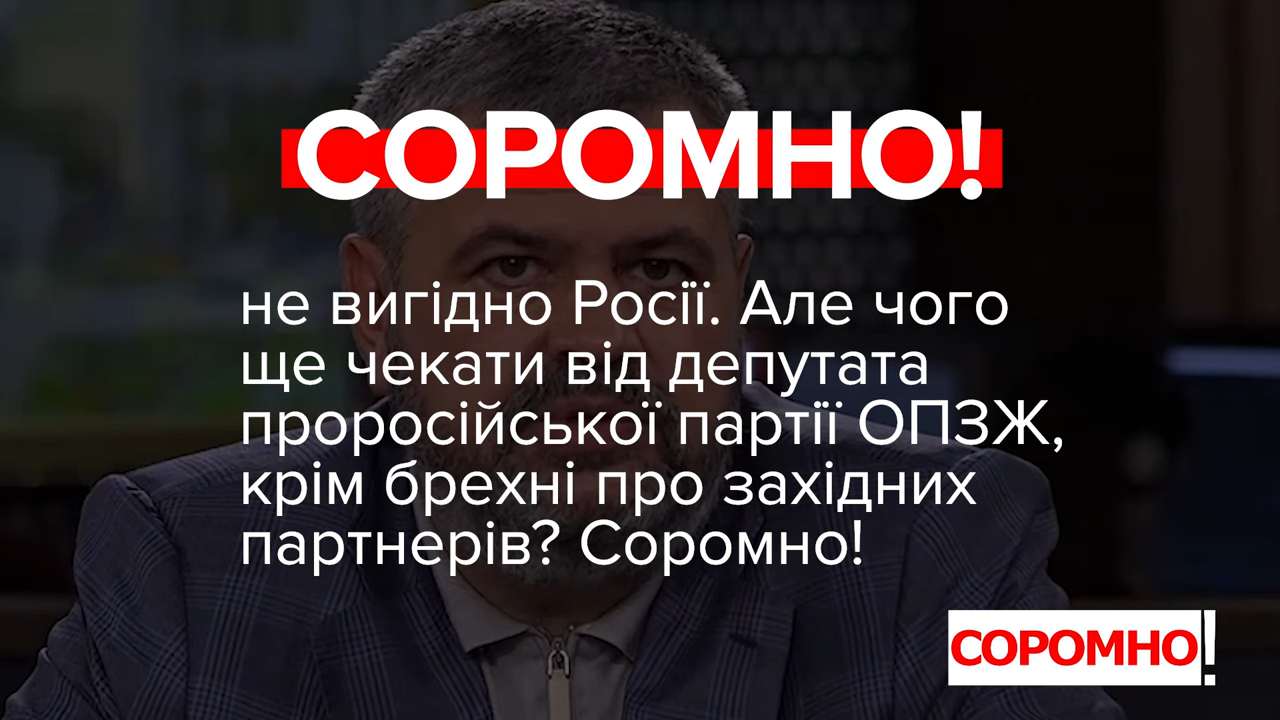 СОРОМНО!
не вигідно Росії. Але чого
ще чекати від депутата
проросійської партії ОПЗЖ,
крім брехні про західних
партнерів? Соромно!
СОРОМНО!